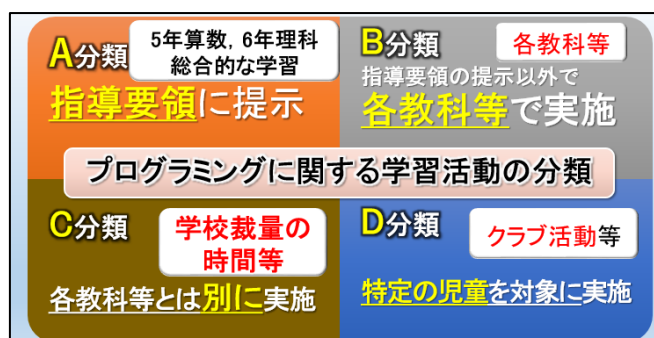 A分類
5年算数，6年理科
総合的な学習
指導要領に提示
B分類
各教科等
指導要領の提示以外で
各教科等で実施
プログラミングに関する学習活動の分類
C分類
学校裁量の
時間等
各教科等とは別に実施
D分類
クラブ活動等
特定の児童を対象に実施